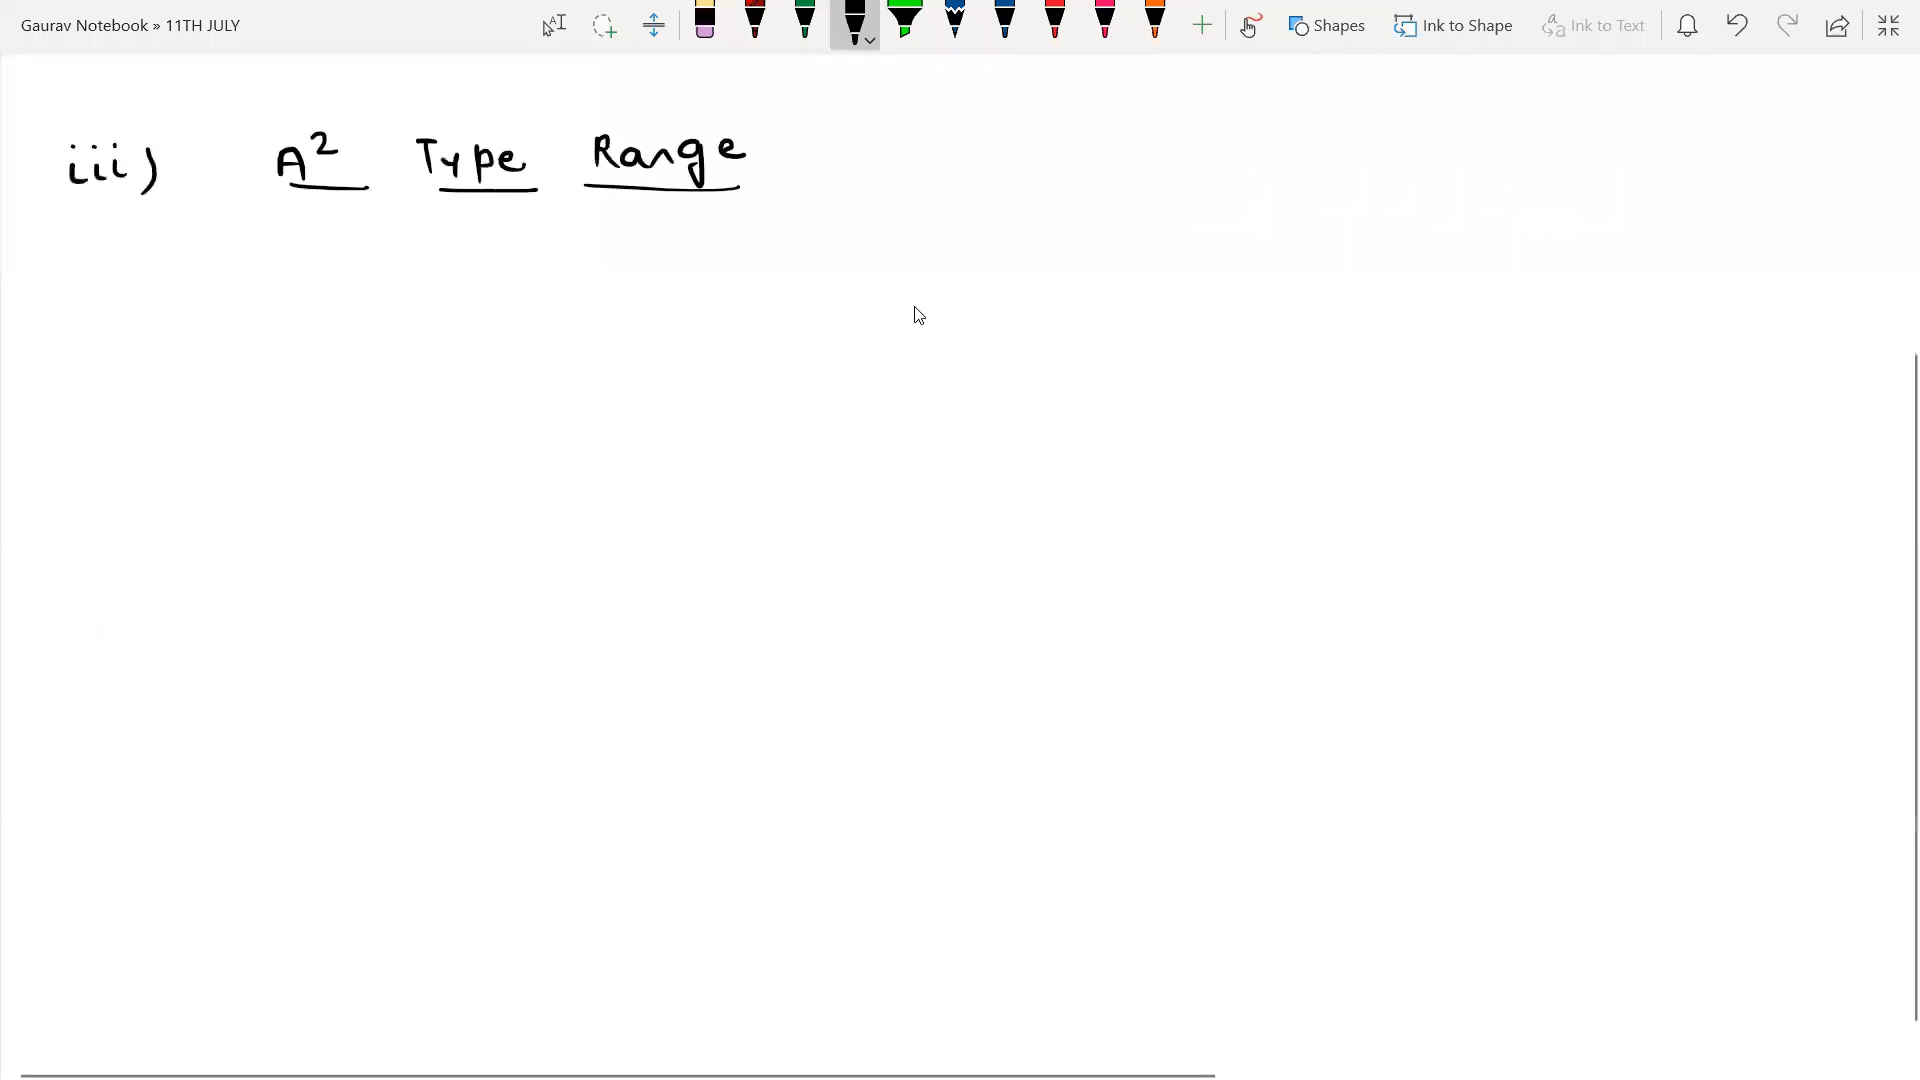 Gaurav Notebook » 11TH JULY
Shapes
Ink to Shape
Ink to Text
iii) A² Type Range